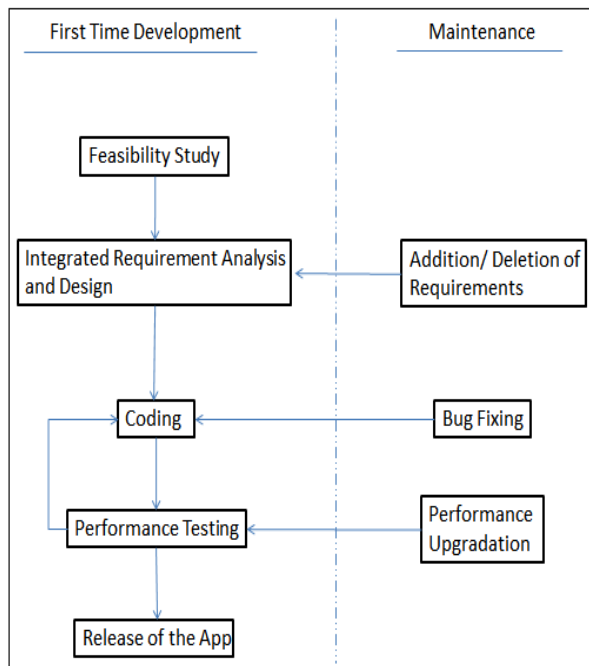 First Time Development
Maintenance
Feasibility Study
Integrated Requirement Analysis
and Design
Addition/ Deletion of
Requirements
Coding
Bug Fixing
Performance Testing
Performance
Upgradation
Release of the App